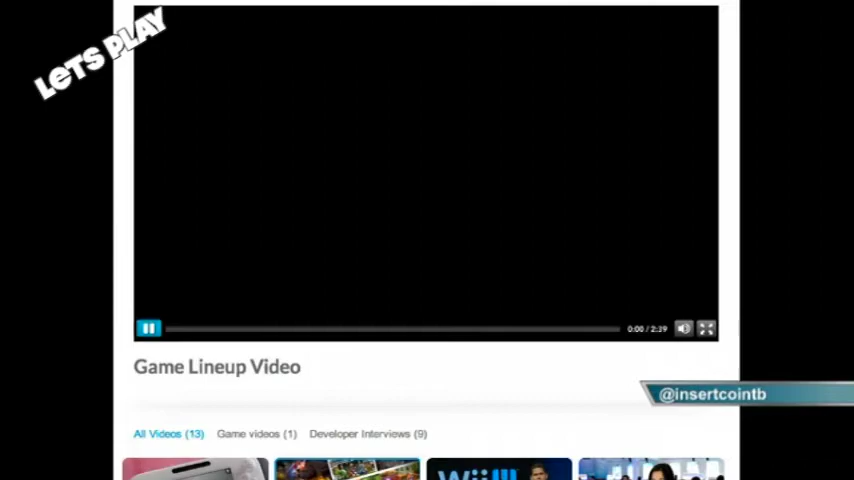 LETS PLAY
0:00 / 2:39
Game Lineup Video
@insertcointb
All Videos (13) Game videos (1) Developer Interviews (9)
Wii U